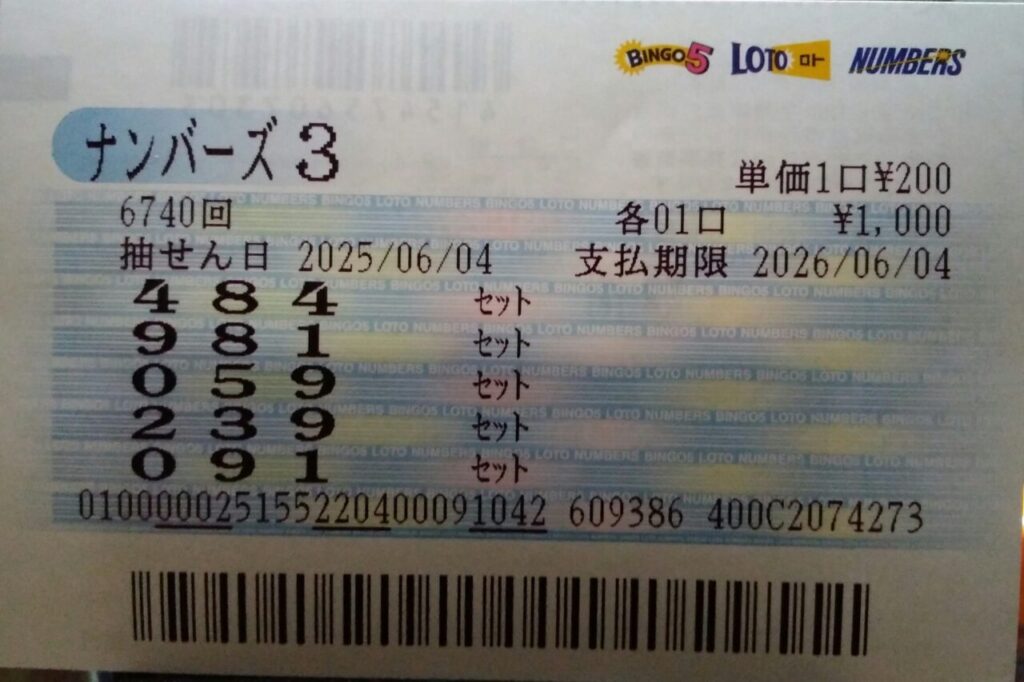 BINGO5 LOTO NUMBERS
ナンバーズ3
単価1口¥200
6740回 各01口 ¥1,000
抽せん日 2025/06/04 支払期限 2026/06/04
484 セット
981 セット
059 セット
239 セット
091 セット
010000025155220400091042 609386 400C2074273